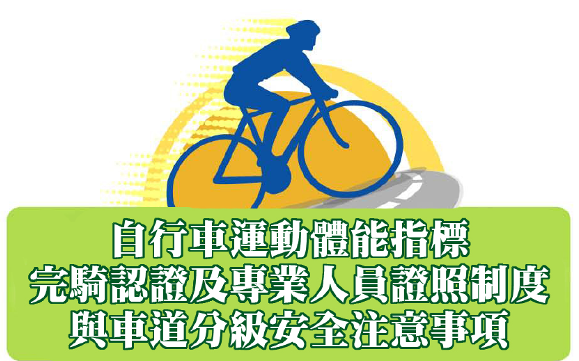 自行車運動體能指標
完騎認證及專業人員證照制度
與車道分級安全注意事項